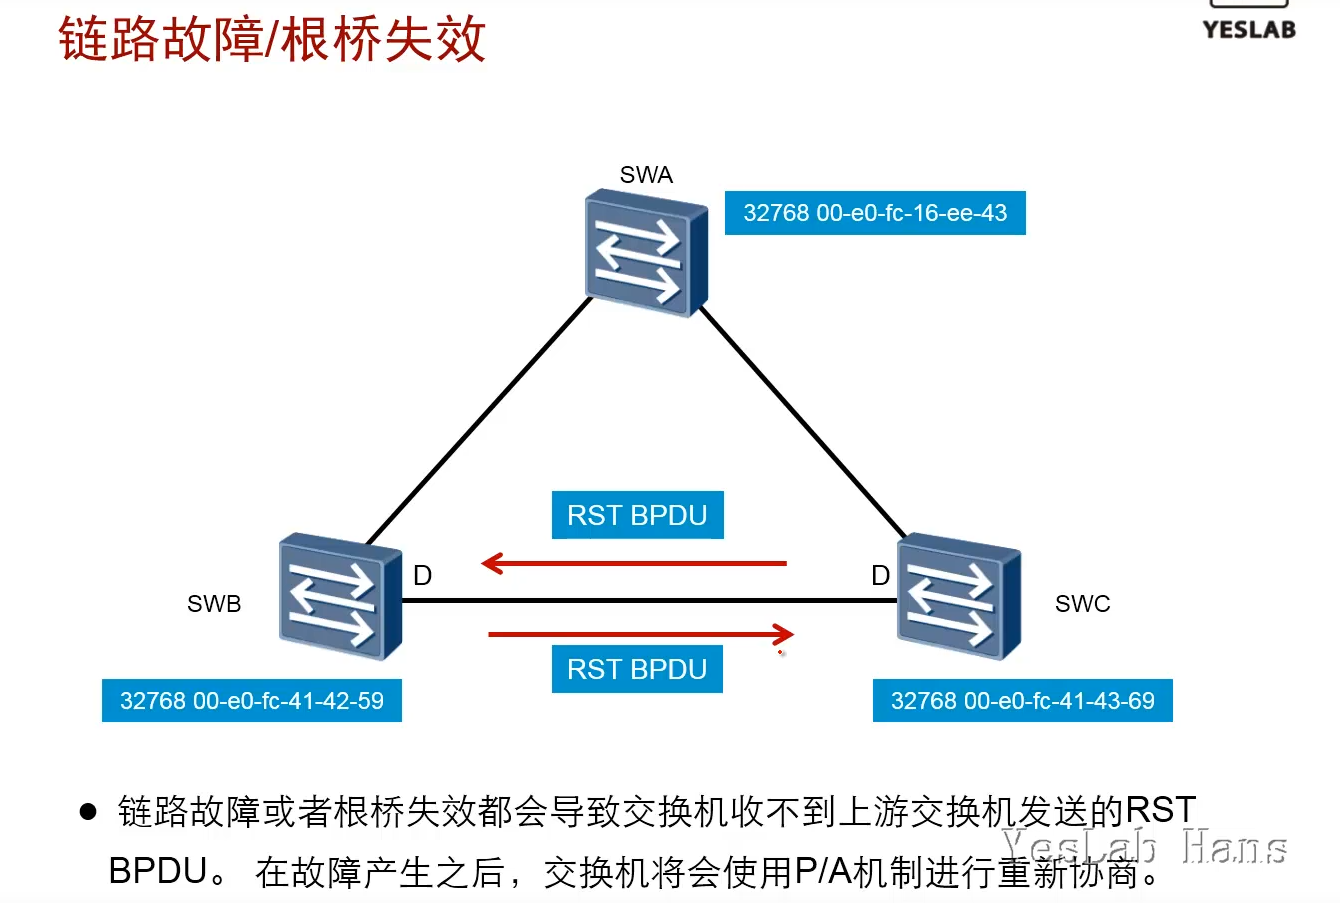 链路故障/根桥失效
YESLAB
SWA
32768 00-e0-fc-16-ee-43
RST BPDU
D
D
SWB
SWC
RST BPDU
32768 00-e0-fc-41-42-59
32768 00-e0-fc-41-43-69
● 链路故障或者根桥失效都会导致交换机收不到上游交换机发送的RST
BPDU。 在故障产生之后，交换机将会使用P/A机制进行重新协商。
YesLab Hans